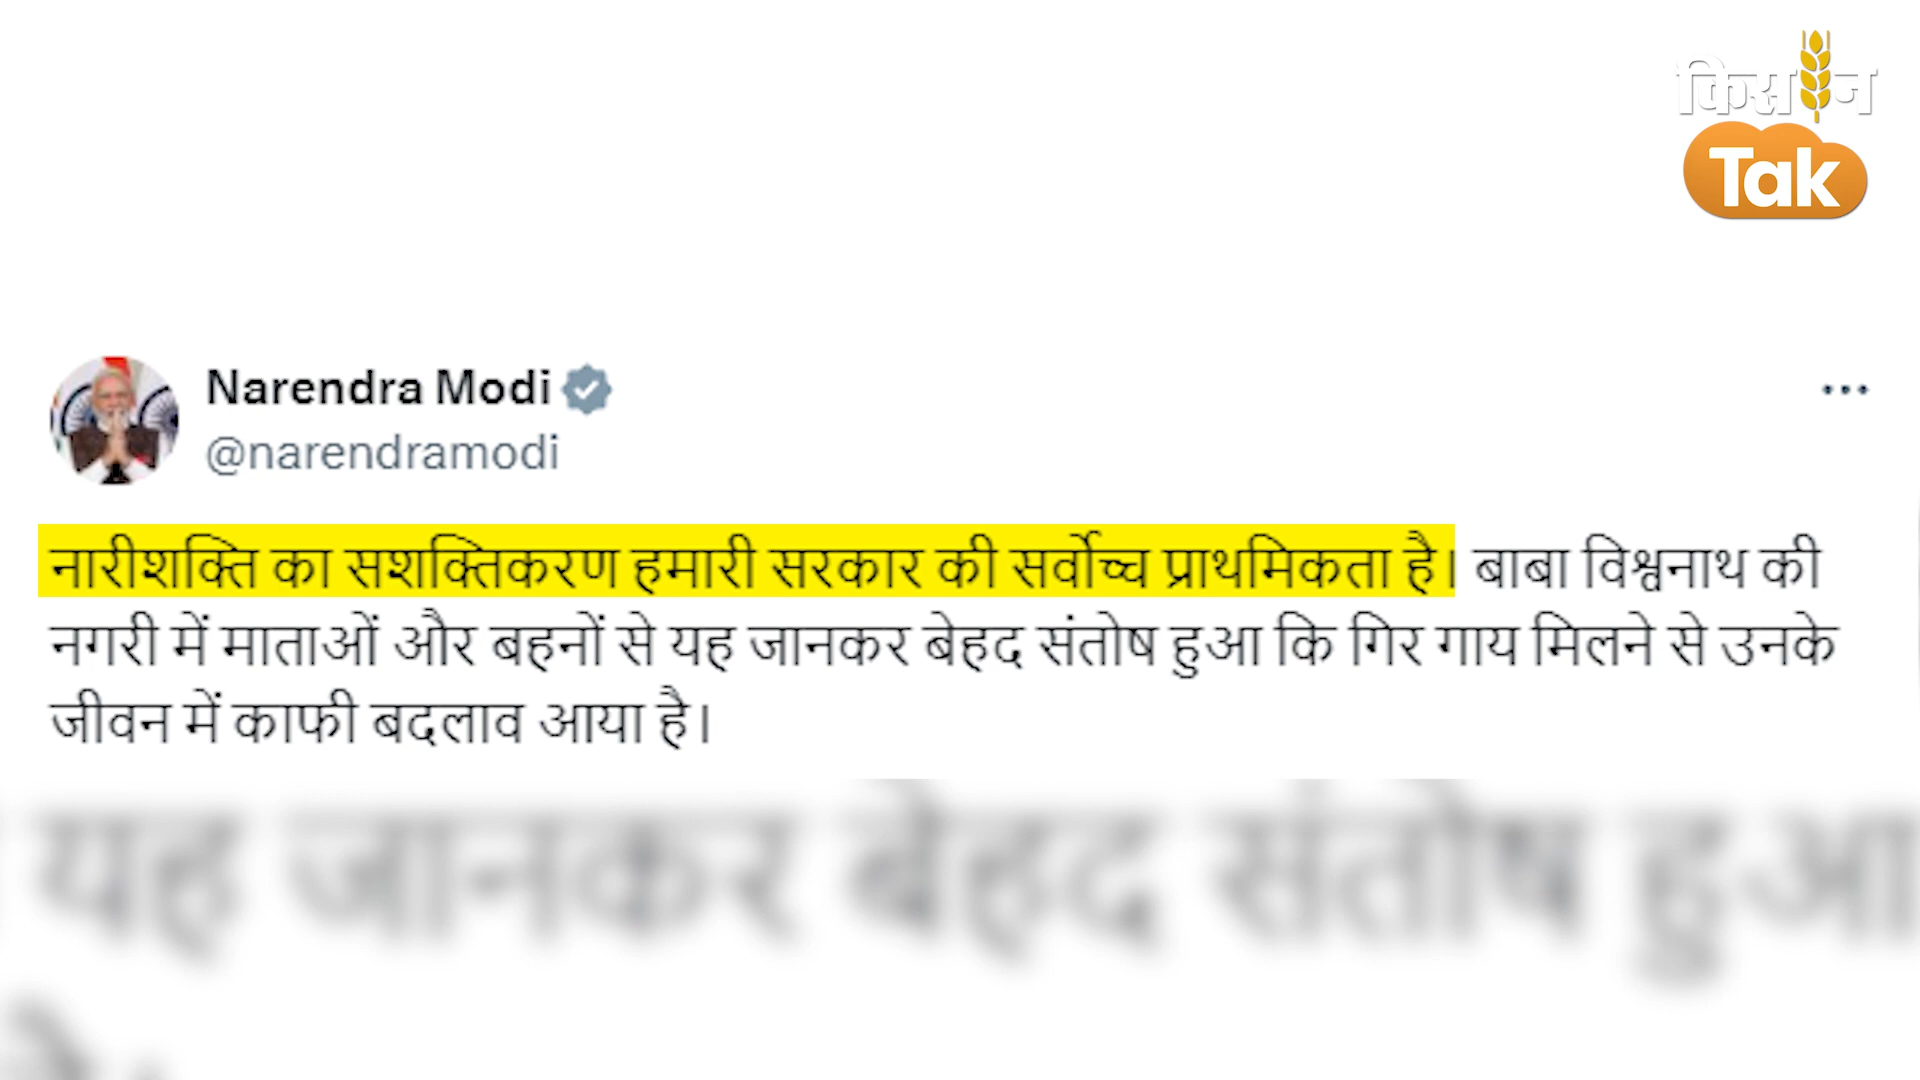 किसान
Tak
Narendra Modi
@narendramodi
नारीशक्ति का सशक्तिकरण हमारी सरकार की सर्वोच्च प्राथमिकता है। बाबा विश्वनाथ की
नगरी में माताओं और बहनों से यह जानकर बेहद संतोष हुआ कि गिर गाय मिलने से उनके
जीवन में काफी बदलाव आया है।
यह जानकर बेहद संतोष हुआ